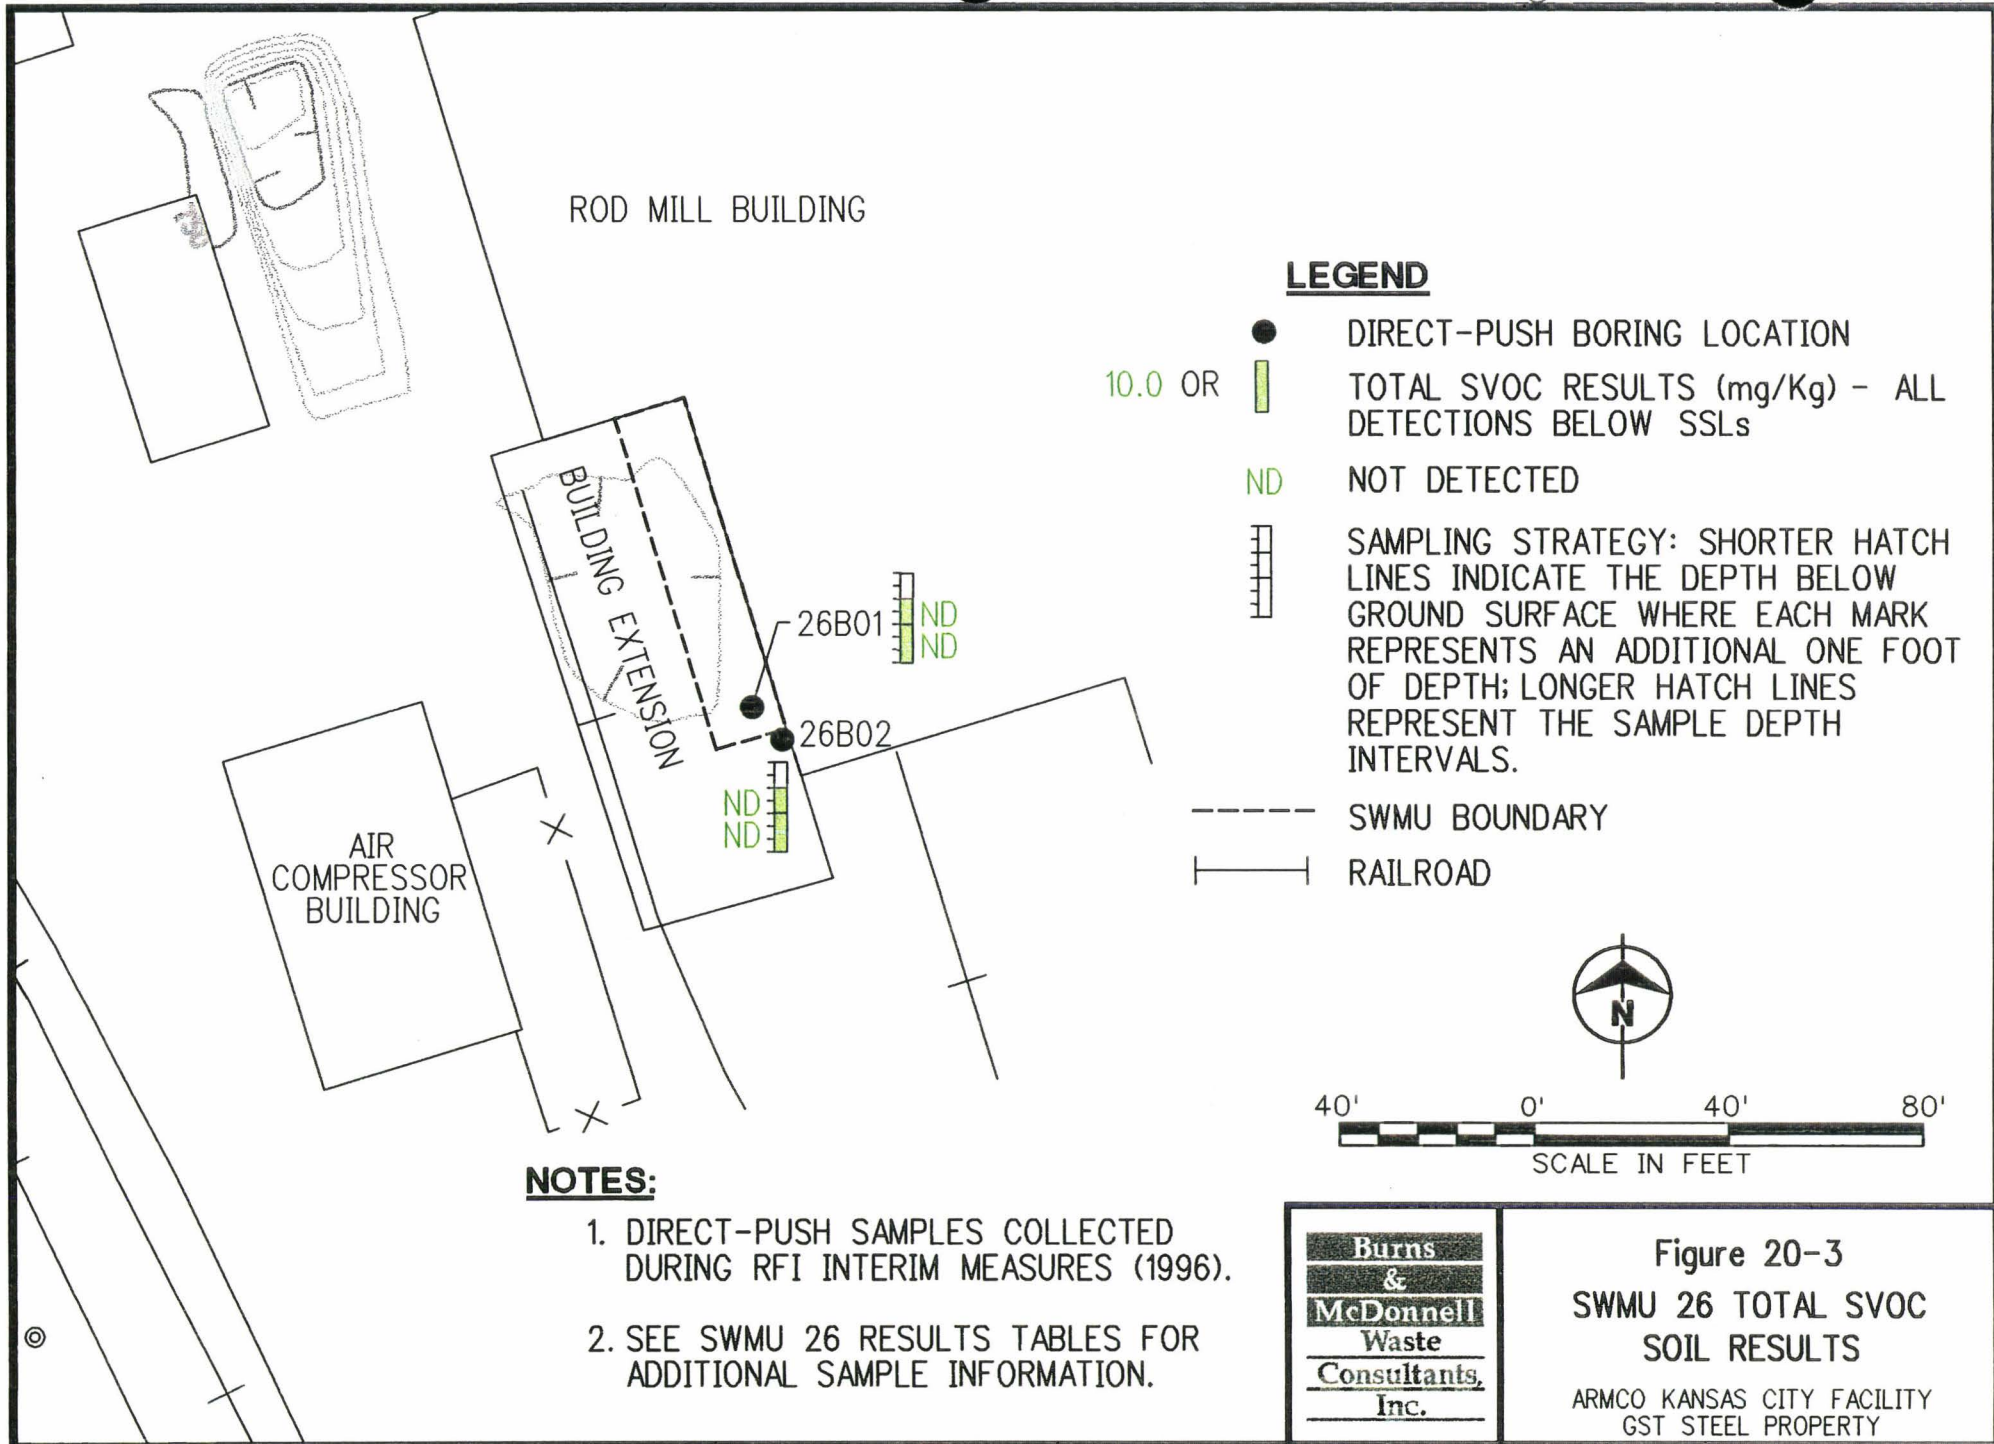 ROD MILL BUILDING
LEGEND
DIRECT-PUSH BORING LOCATION
10.0 OR
TOTAL SVOC RESULTS (mg/Kg) - ALL
DETECTIONS BELOW SSLs
ND
NOT DETECTED
SAMPLING STRATEGY: SHORTER HATCH
LINES INDICATE THE DEPTH BELOW
GROUND SURFACE WHERE EACH MARK
REPRESENTS AN ADDITIONAL ONE FOOT
OF DEPTH; LONGER HATCH LINES
REPRESENT THE SAMPLE DEPTH
INTERVALS.
SWMU BOUNDARY
RAILROAD
BUILDING EXTENSION
26B01
ND
ND
26B02
ND
ND
AIR
COMPRESSOR
BUILDING
N
40' 0' 40' 80'
SCALE IN FEET
NOTES:
1. DIRECT-PUSH SAMPLES COLLECTED
DURING RFI INTERIM MEASURES (1996).
2. SEE SWMU 26 RESULTS TABLES FOR
ADDITIONAL SAMPLE INFORMATION.
Burns
&
McDonnell
Waste
Consultants,
Inc.
Figure 20-3
SWMU 26 TOTAL SVOC
SOIL RESULTS
ARMCO KANSAS CITY FACILITY
GST STEEL PROPERTY